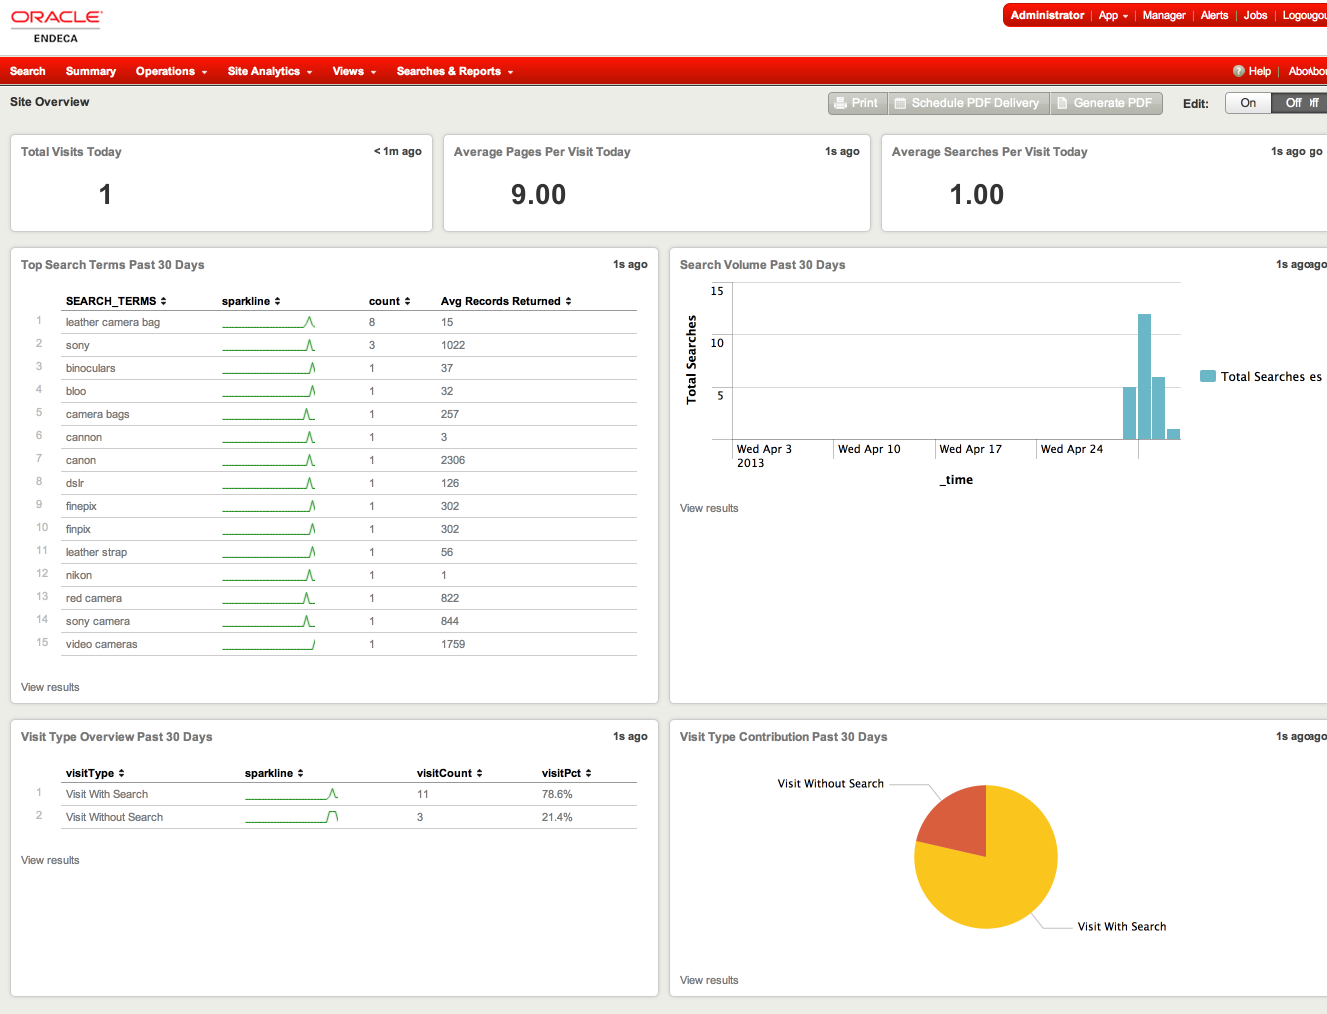 ORACLE
ENDECA
Administrator App Manager Alerts Jobs
Search Summary Operations Site Analytics Views Searches & Reports Help
Site Overview Print Schedule PDF Delivery Generate PDF Edit: On Off
Total Visits Today < 1m ago
1
Average Pages Per Visit Today 1s ago
9.00
Average Searches Per Visit Today 1s ago go
1.00
Top Search Terms Past 30 Days 1s ago
SEARCH_TERMS sparkline count Avg Records Returned
1 leather camera bag 8 15
2 sony 3 1022
3 binoculars 1 37
4 bloo 1 32
5 camera bags 1 257
6 cannon 1 3
7 canon 1 2306
8 dslr 1 126
9 finepix 1 302
10 finpix 1 302
11 leather strap 1 56
12 nikon 1 1
13 red camera 1 822
14 sony camera 1 844
15 video cameras 1 1759
View results
Search Volume Past 30 Days 1s ago
15
10
5
Total Searches
Wed Apr 3 Wed Apr 10 Wed Apr 17 Wed Apr 24
2013
_time
Total Searches es
View results
Visit Type Overview Past 30 Days 1s ago
visitType sparkline visitCount visitPct
1 Visit With Search 11 78.6%
2 Visit Without Search 3 21.4%
View results
Visit Type Contribution Past 30 Days 1s ago
Visit Without Search
Visit With Search
View results